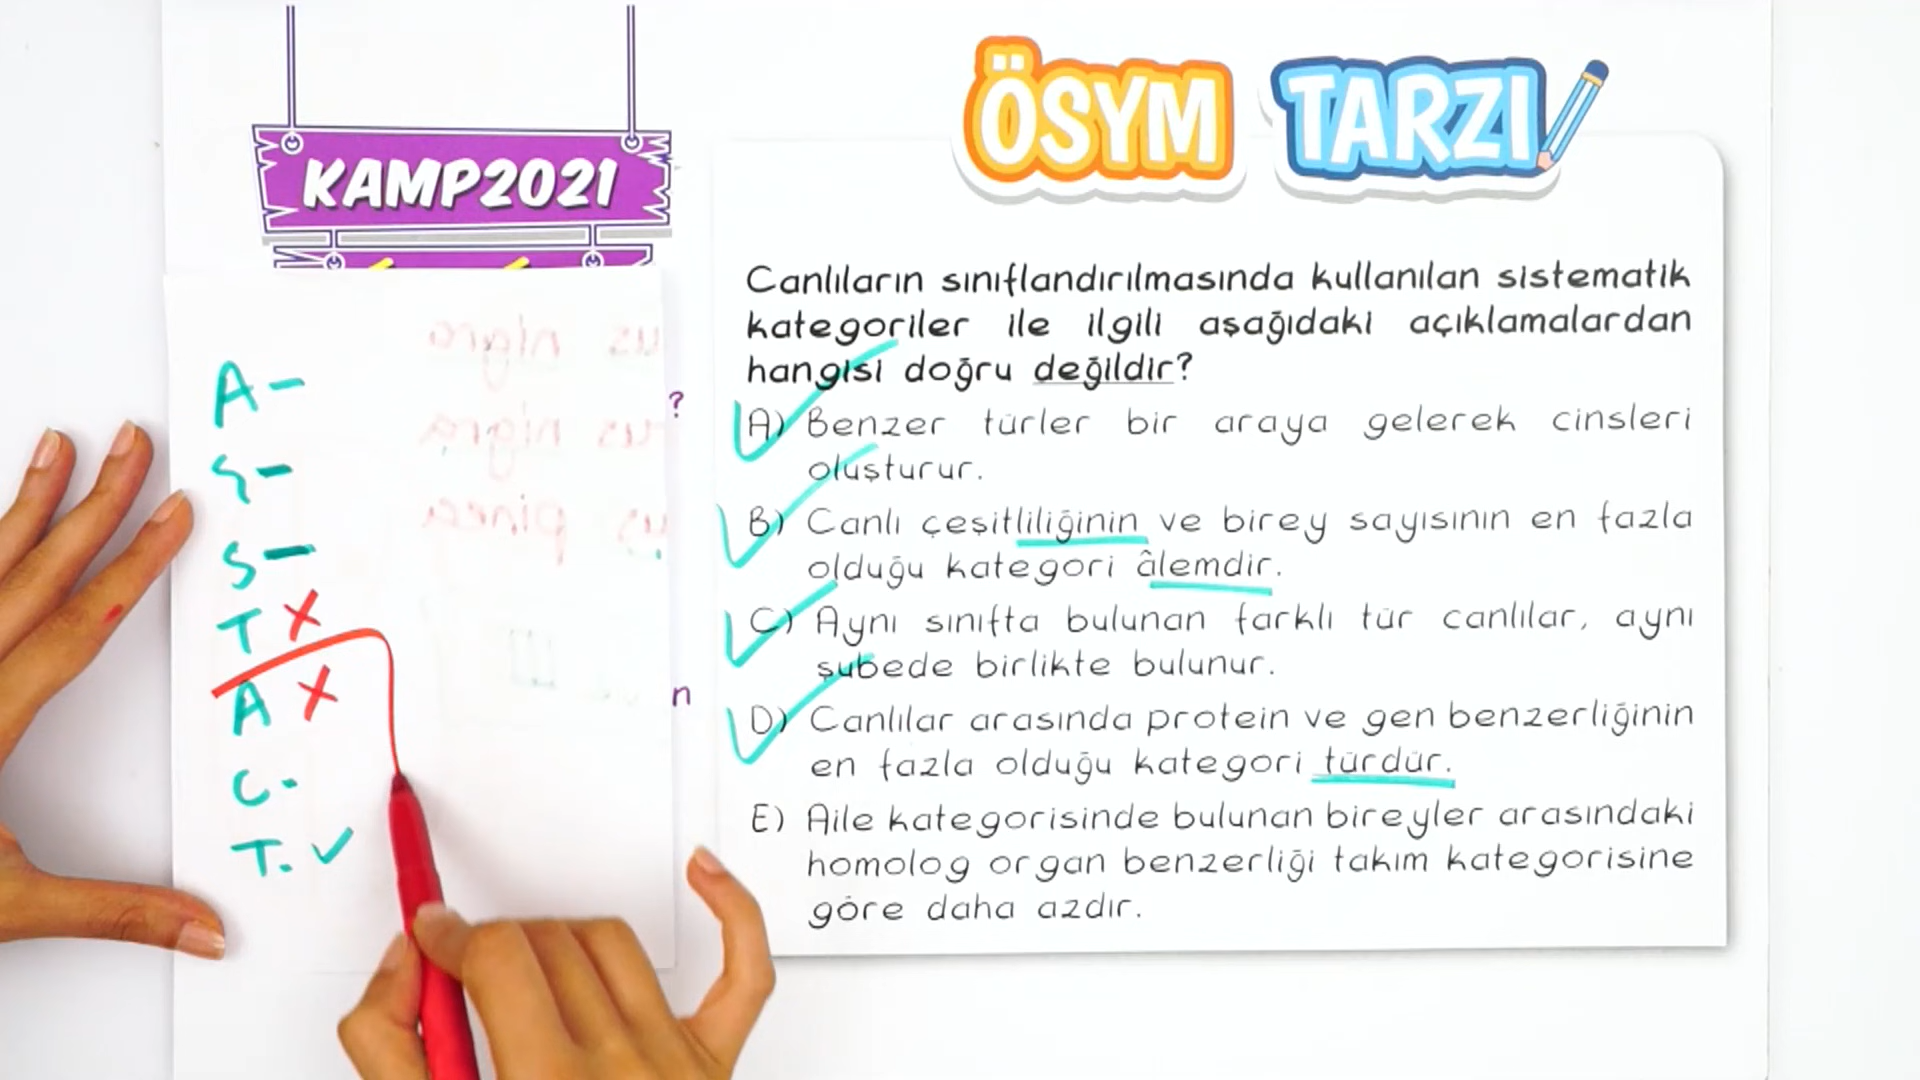 KAMP2021
A -
Ş -
S -
T X
A X
C -
T. ✓
?
n
ÖSYM TARZI
Canlıların sınıflandırılmasında kullanılan sistematik
kategoriler ile ilgili aşağıdaki açıklamalardan
hangisi doğru değildir?
A) Benzer türler bir araya gelerek cinsleri
oluşturur.
B) Canlı çeşitliliğinin ve birey sayısının en fazla
olduğu kategori âlemdir.
C) Aynı sınıfta bulunan farklı tür canlılar, aynı
şubede birlikte bulunur.
D) Canlılar arasında protein ve gen benzerliğinin
en fazla olduğu kategori türdür.
E) Aile kategorisinde bulunan bireyler arasındaki
homolog organ benzerliği takım kategorisine
göre daha azdır.